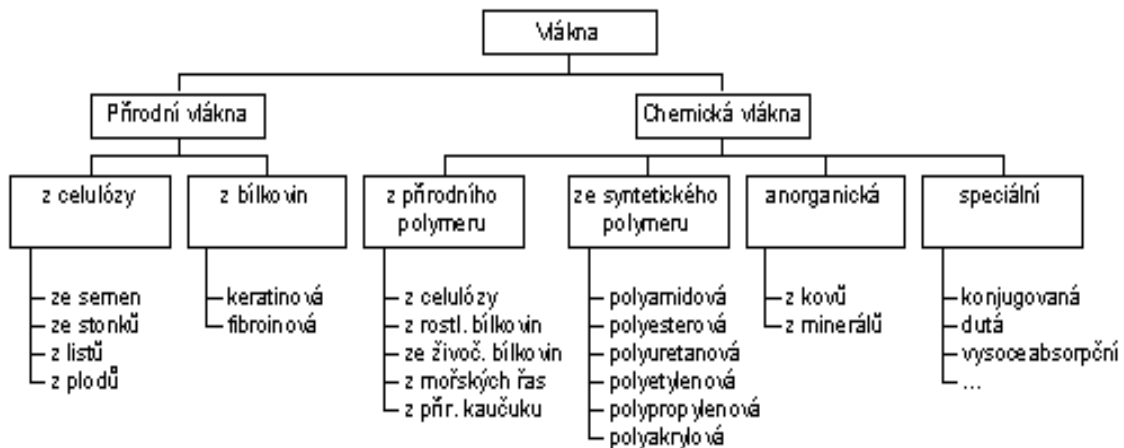 Vlákna
Přírodní vlákna
Chemická vlákna
z celulózy
z bílkovin
z přírodního
polymeru
ze syntetického
polymeru
anorganická
speciální
ze semen
ze stonků
z listů
z plodů
keratinová
fibroinová
z celulózy
z rostl. bílkovin
ze živoč. bílkovin
z mořských řas
z přír. kaučuku
polyamidová
polyesterová
polyuretanová
polyetylenová
polypropylenová
polyakrylová
z kovů
z minerálů
konjugovaná
dutá
vysoceabsorpční
...